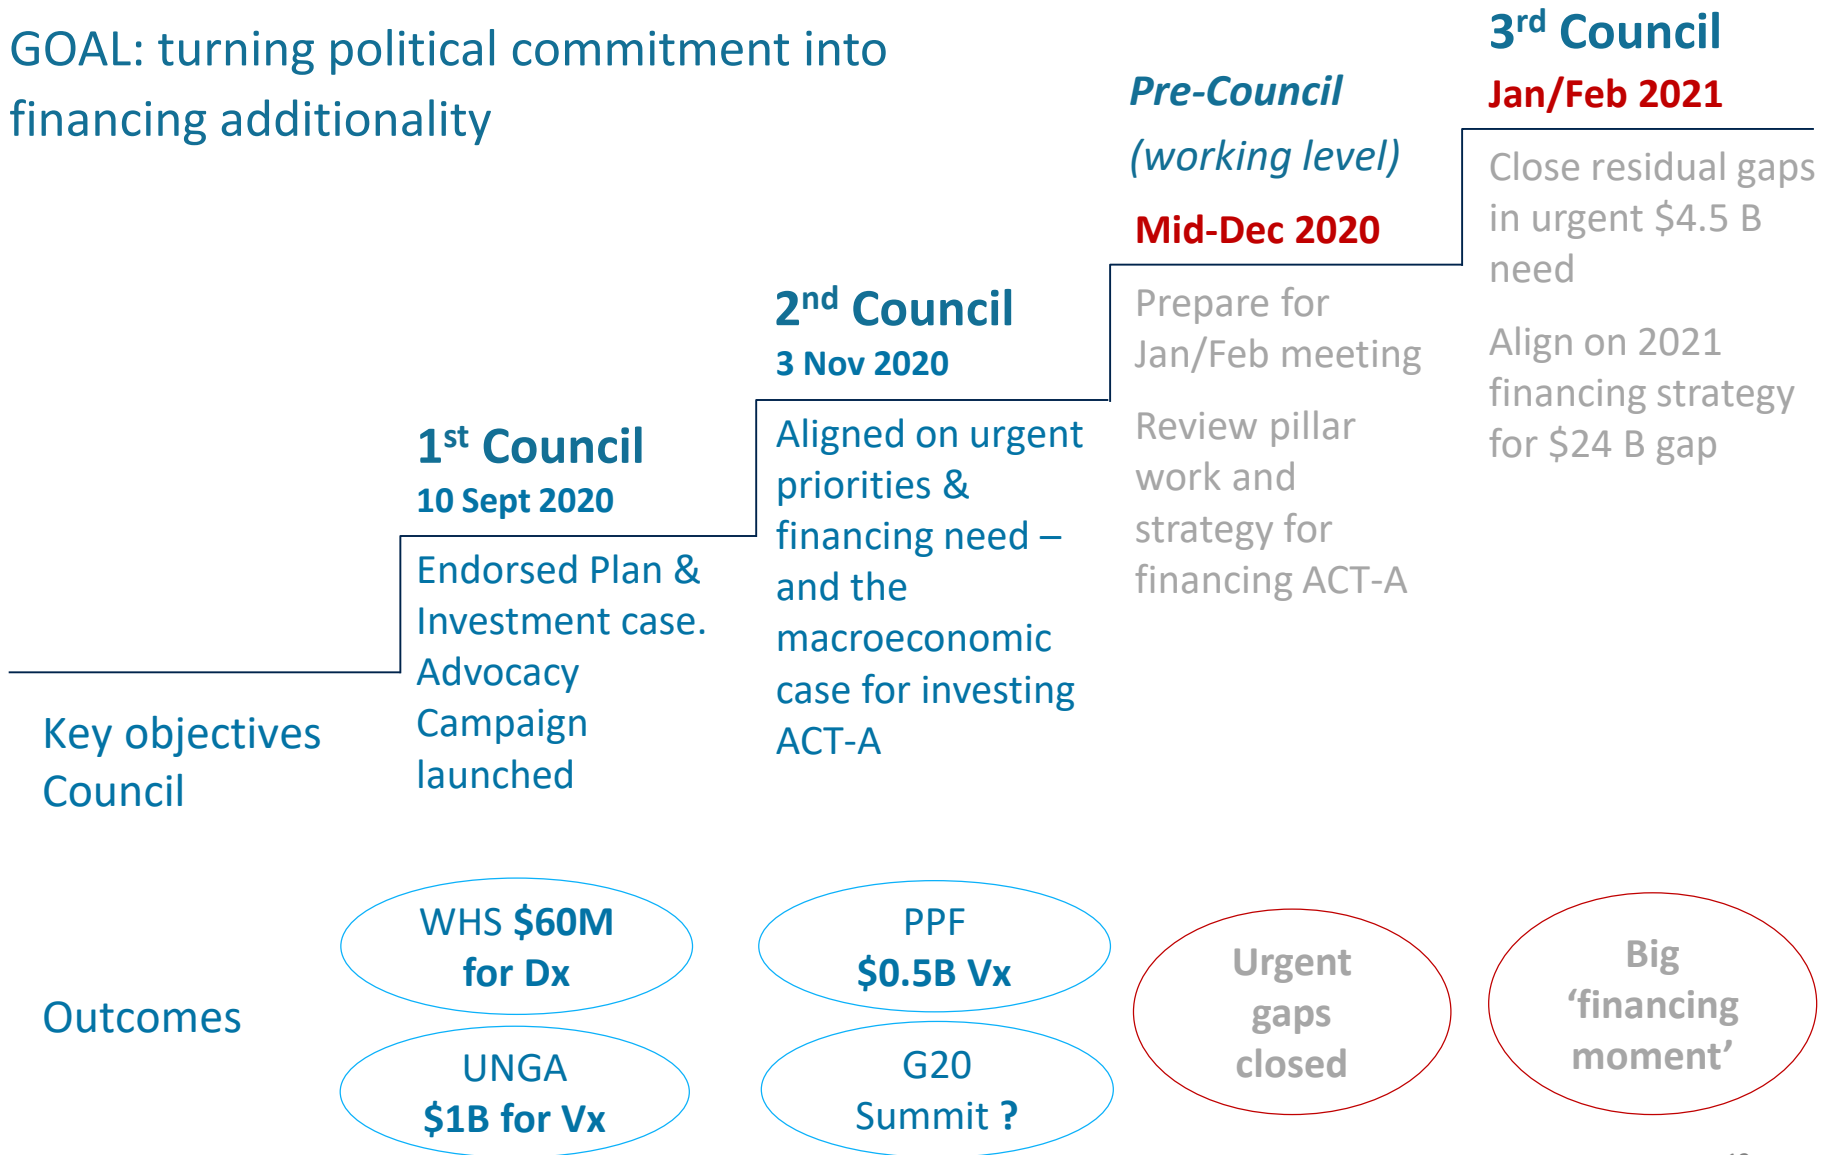 GOAL: turning political commitment into
financing additionality
3rd Council
Jan/Feb 2021
Close residual gaps
in urgent $4.5 B
need
Align on 2021
financing strategy
for $24 B gap
Pre-Council
(working level)
Mid-Dec 2020
Prepare for
Jan/Feb meeting
Review pillar
work and
strategy for
financing ACT-A
2nd Council
3 Nov 2020
Aligned on urgent
priorities &
financing need –
and the
macroeconomic
case for investing
ACT-A
1st Council
10 Sept 2020
Endorsed Plan &
Investment case.
Advocacy
Campaign
launched
Key objectives
Council
Outcomes
WHS $60M
for Dx
UNGA
$1B for Vx
PPF
$0.5B Vx
G20
Summit ?
Urgent
gaps
closed
Big
‘financing
moment’